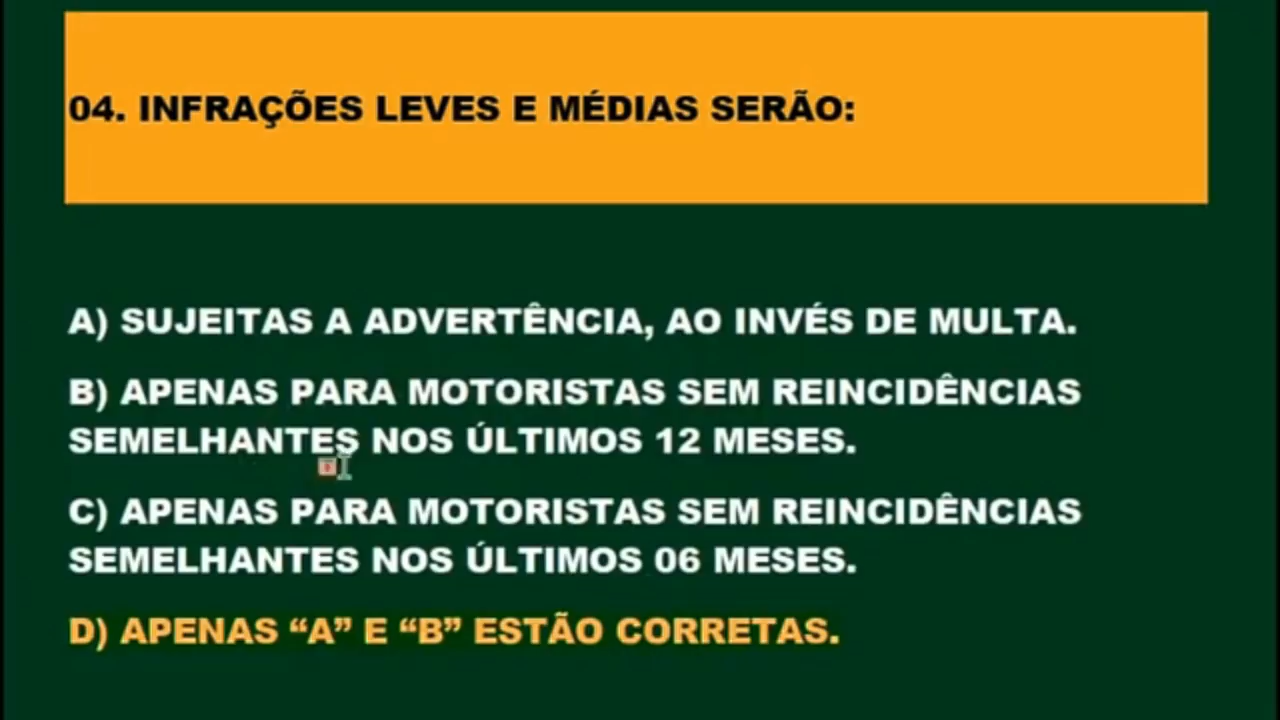 04. INFRAÇÕES LEVES E MÉDIAS SERÃO:
A) SUJEITAS A ADVERTÊNCIA, AO INVÉS DE MULTA.
B) APENAS PARA MOTORISTAS SEM REINCIDÊNCIAS
SEMELHANTES NOS ÚLTIMOS 12 MESES.
C) APENAS PARA MOTORISTAS SEM REINCIDÊNCIAS
SEMELHANTES NOS ÚLTIMOS 06 MESES.
D) APENAS “A” E “B” ESTÃO CORRETAS.